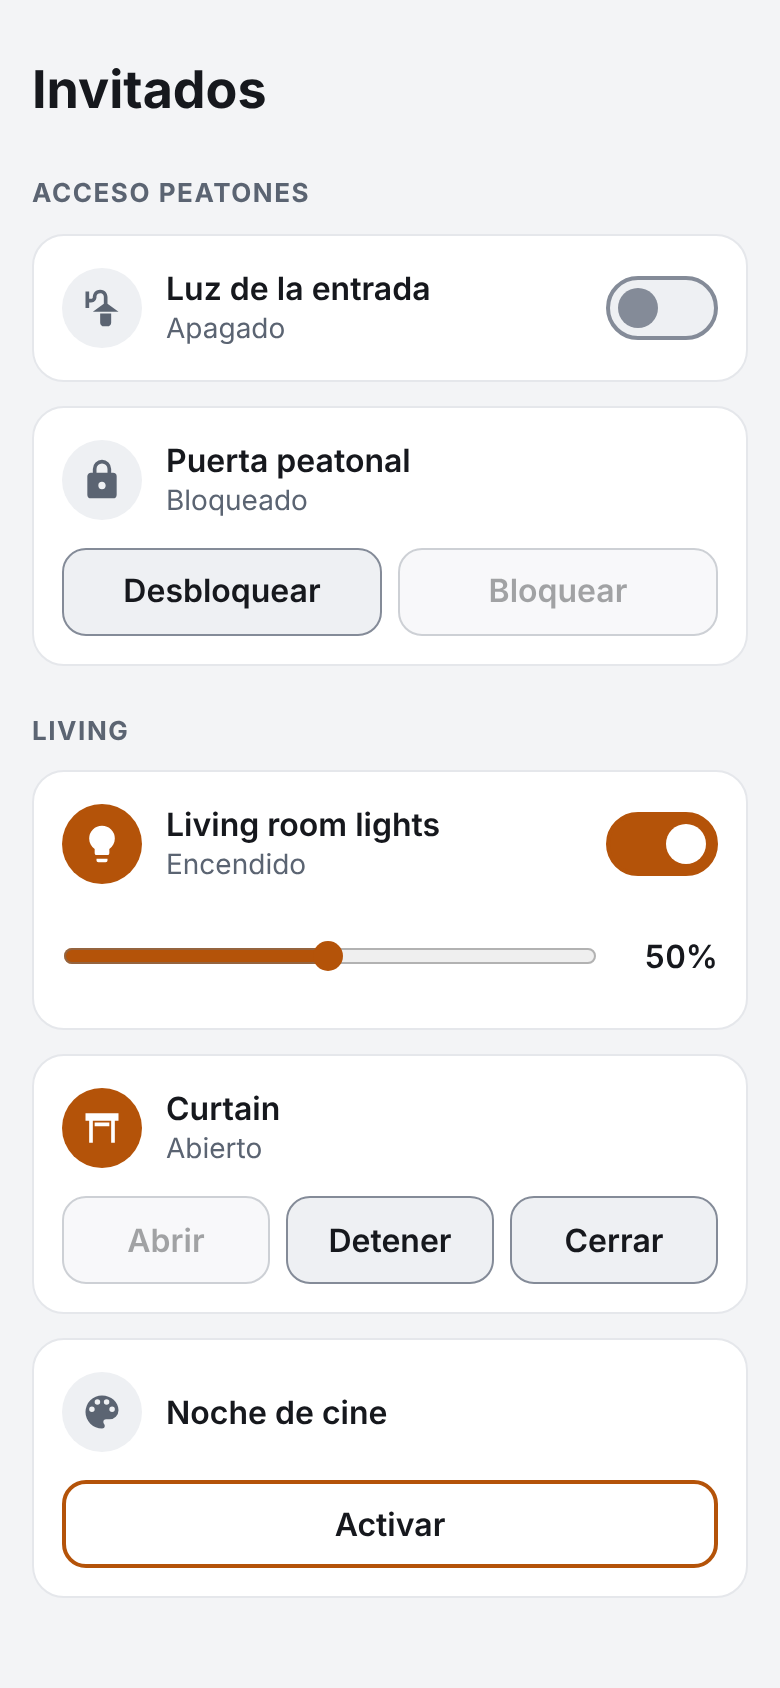 Invitados
ACCESO PEATONES
Luz de la entrada
Apagado
Puerta peatonal
Bloqueado
Desbloquear
Bloquear
LIVING
Living room lights
Encendido
50%
Curtain
Abierto
Abrir
Detener
Cerrar
Noche de cine
Activar